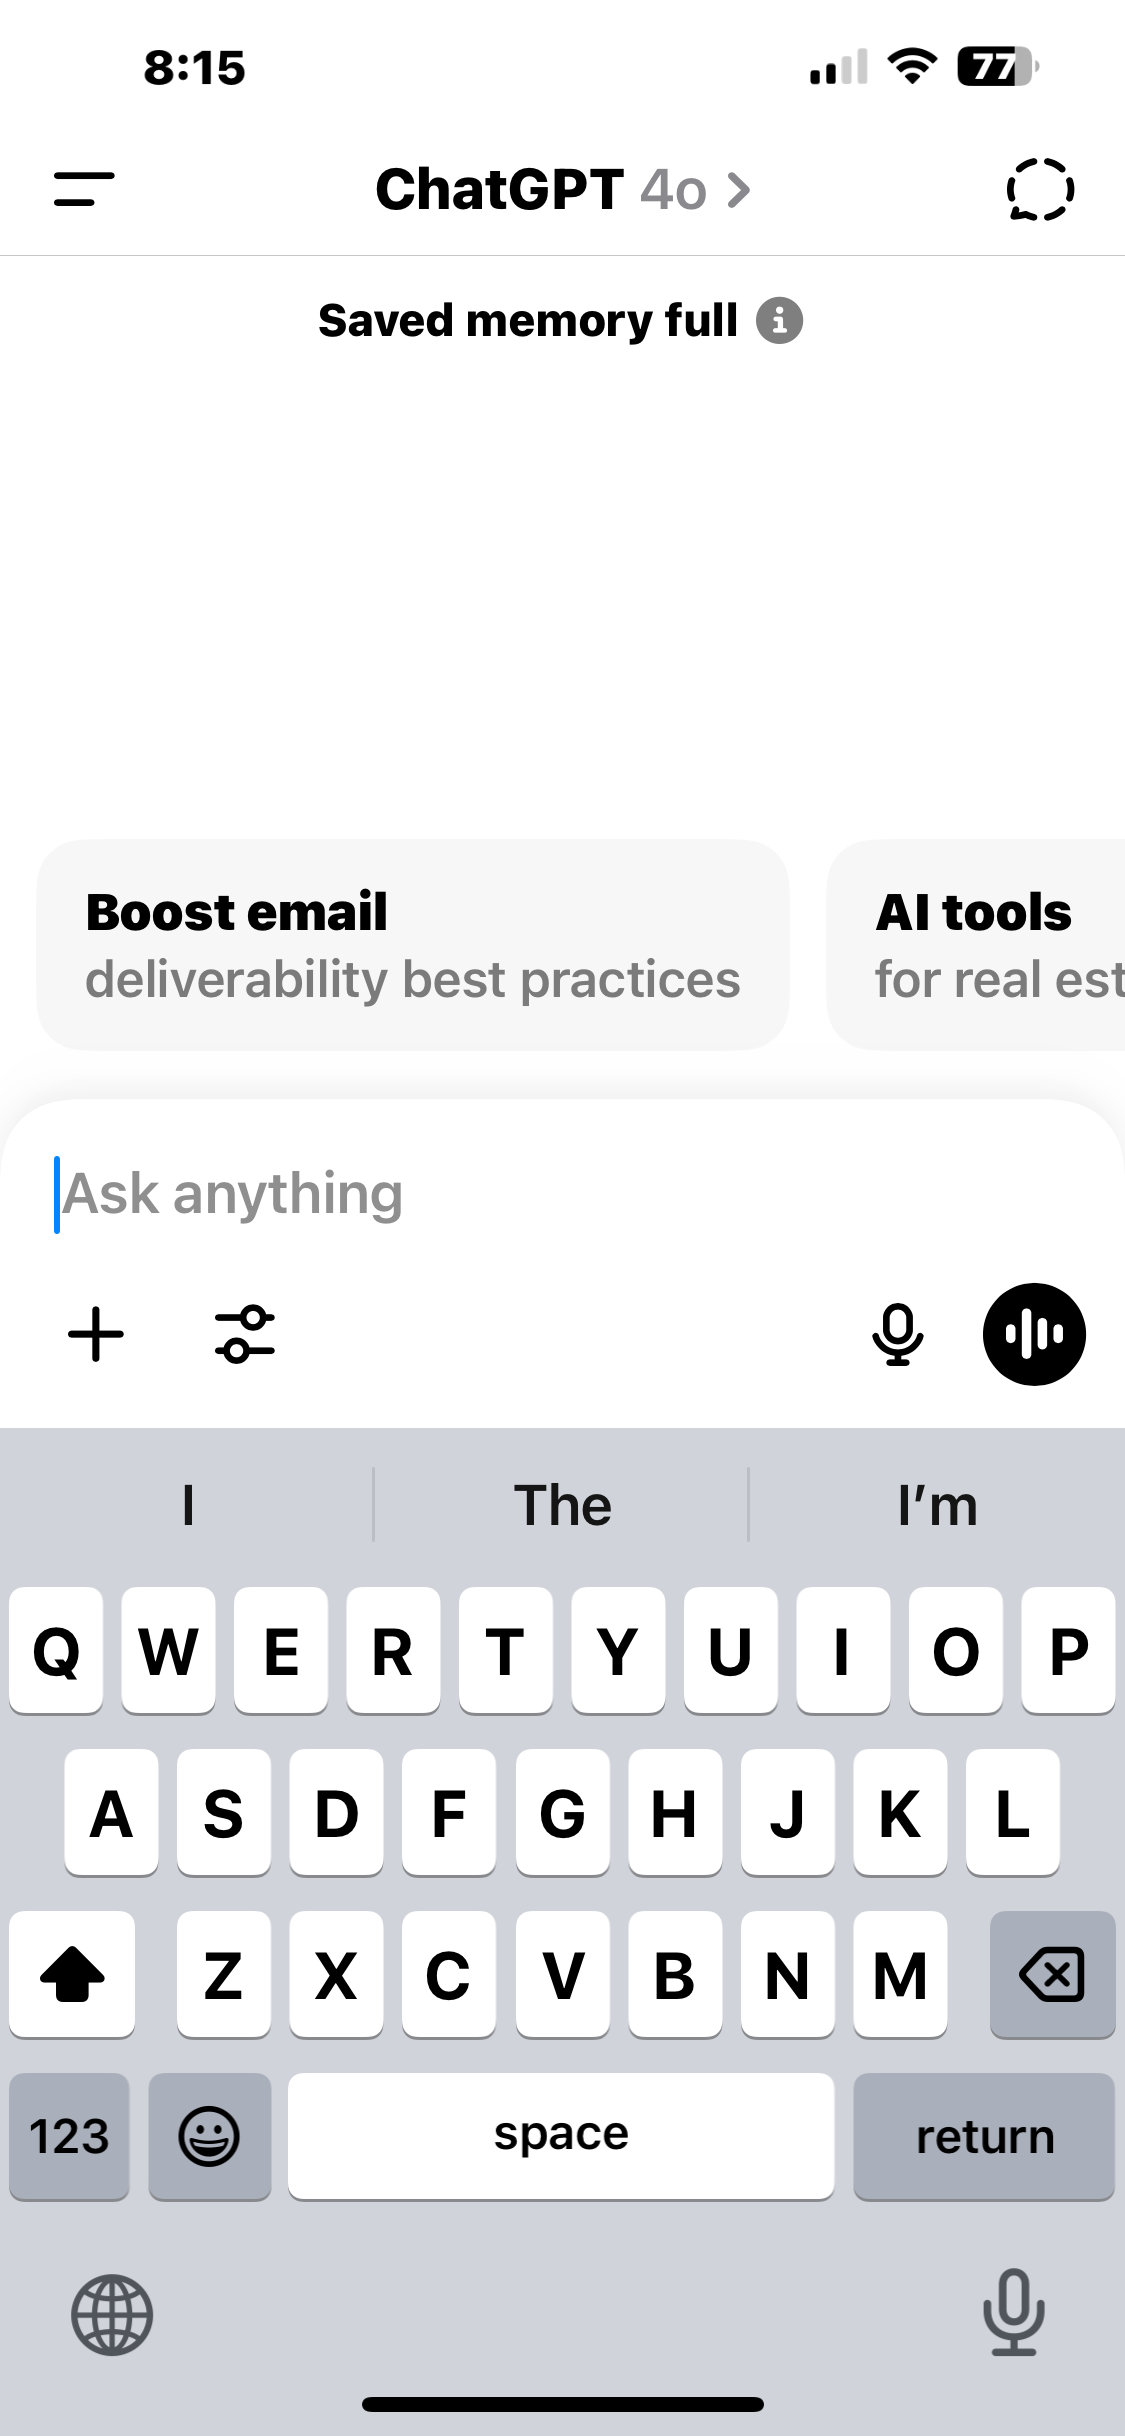 8:15
77
ChatGPT 4o
Saved memory full
Boost email
deliverability best practices
AI tools
for real est
Ask anything
I The I'm
Q W E R T Y U I O P
A S D F G H J K L
Z X C V B N M
123 space return